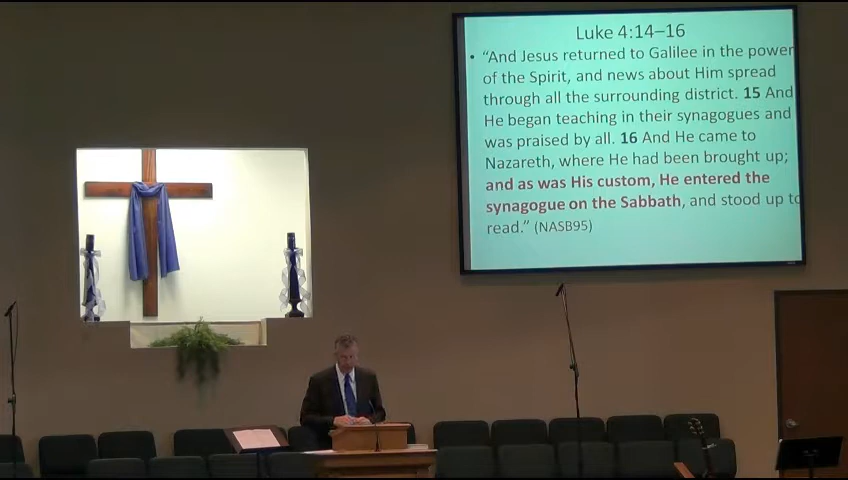 Luke 4:14–16
• “And Jesus returned to Galilee in the power
of the Spirit, and news about Him spread
through all the surrounding district. 15 And
He began teaching in their synagogues and
was praised by all. 16 And He came to
Nazareth, where He had been brought up;
and as was His custom, He entered the
synagogue on the Sabbath, and stood up to
read.” (NASB95)